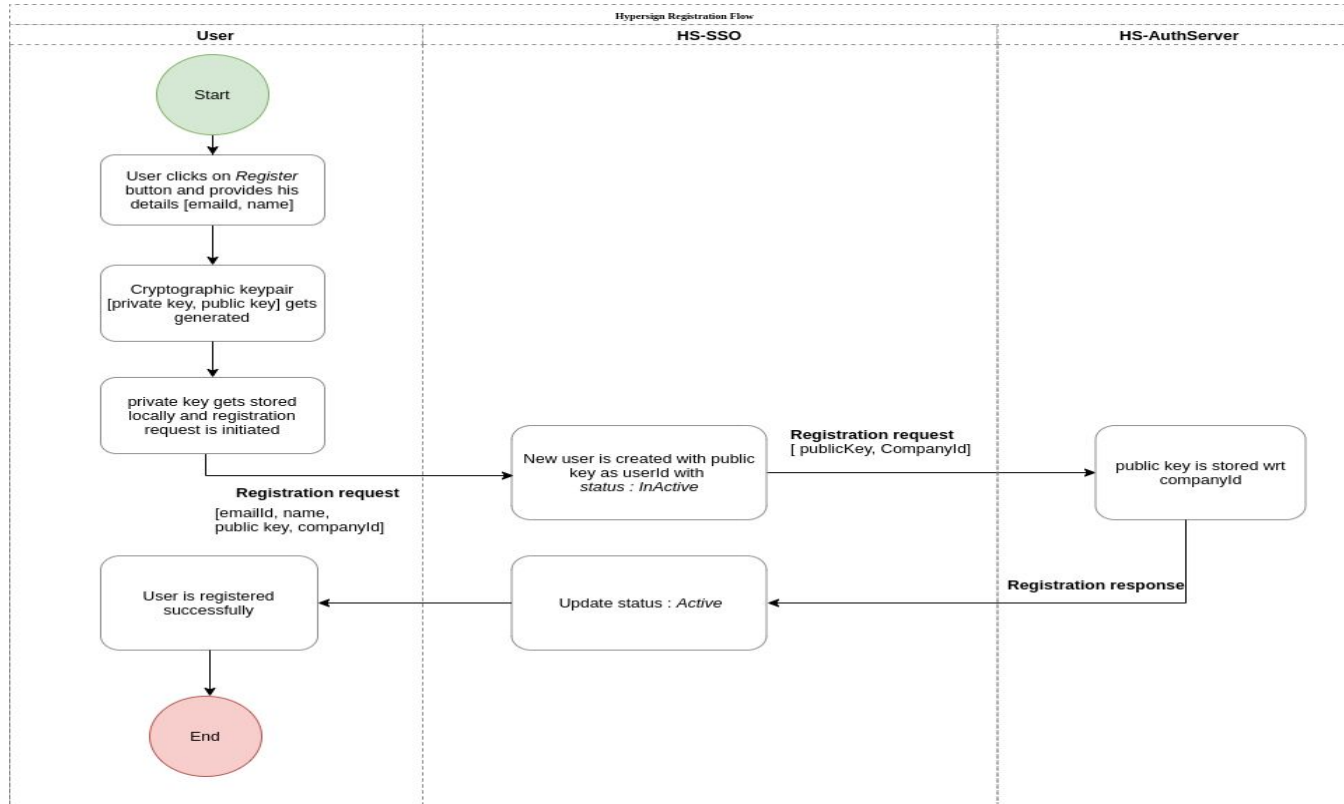 Hypersign Registration Flow
User
HS-SSO
HS-AuthServer
Start
User clicks on Register
button and provides his
details [emaild, name]
Cryptographic keypair
[private key, public key] gets
generated
private key gets stored
locally and registration
request is initiated
Registration request
[emailId, name,
public key, companyId]
New user is created with public
key as userId with
status : InActive
Registration request
[ publicKey, CompanyId]
public key is stored wrt
companyId
Registration response
Update status : Active
User is registered
successfully
End